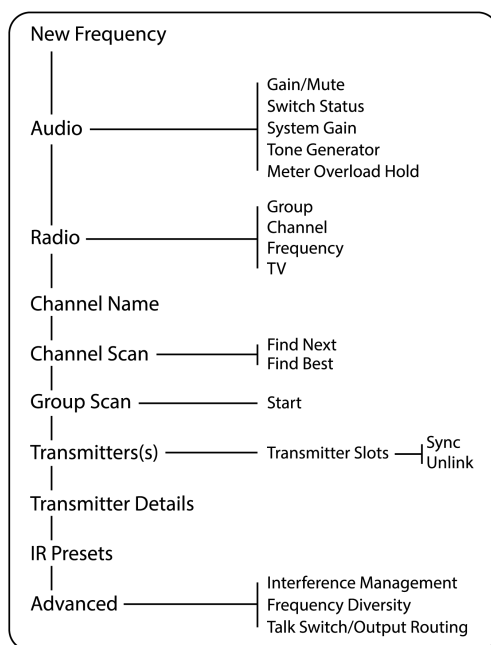 New Frequency
Audio
Gain/Mute
Switch Status
System Gain
Tone Generator
Meter Overload Hold
Radio
Group
Channel
Frequency
TV
Channel Name
Channel Scan
Find Next
Find Best
Group Scan
Start
Transmitters(s)
Transmitter Slots
Sync
Unlink
Transmitter Details
IR Presets
Advanced
Interference Management
Frequency Diversity
Talk Switch/Output Routing